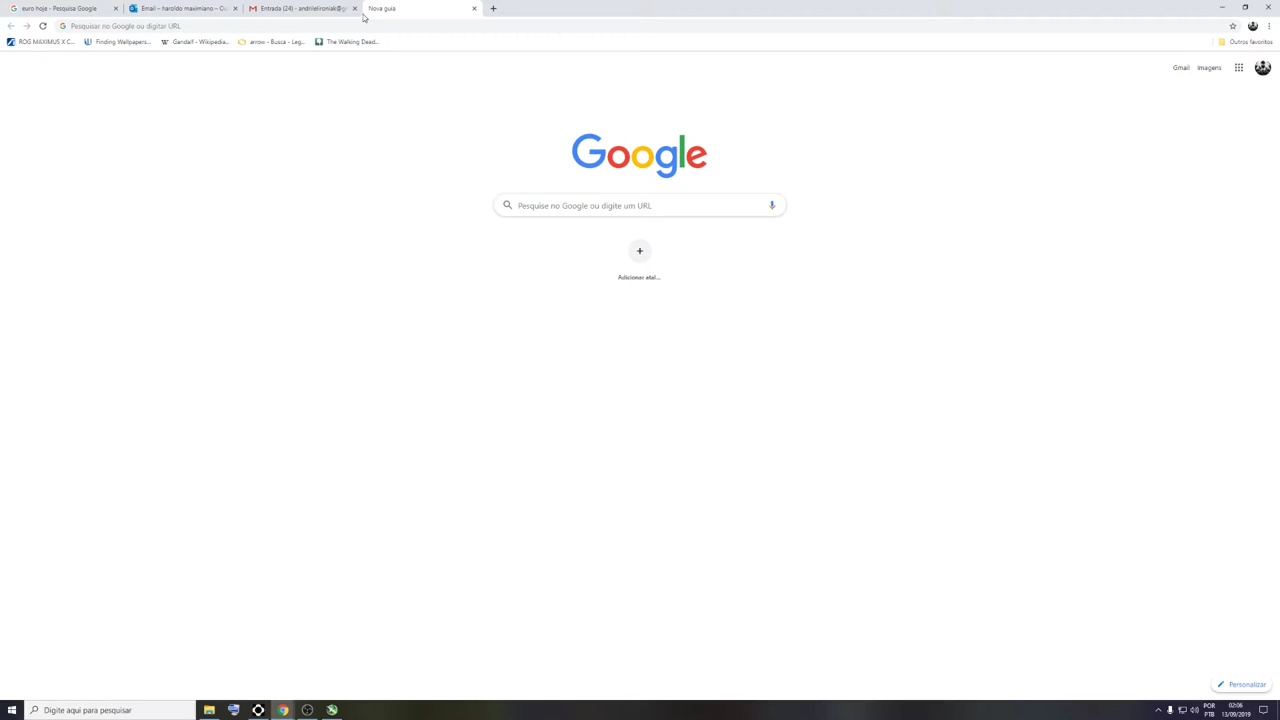 euro hoje - Pesquisa Google
Email – haroldo maximiano – Ou
Entrada (24) - andrileliro
Nova guia
Pesquisar no Google ou digitar URL
ROG MAXIMUS X C...
Finding Wallpapers...
Gandalf - Wikipedia...
arrow - Busca - Leg...
The Walking Dead...
Outros favoritos
Gmail
Imagens
Google
Pesquise no Google ou digite um URL
Adicionar atal...
Personalizar
Digite aqui para pesquisar
POR
PTB
02:06
13/09/2019